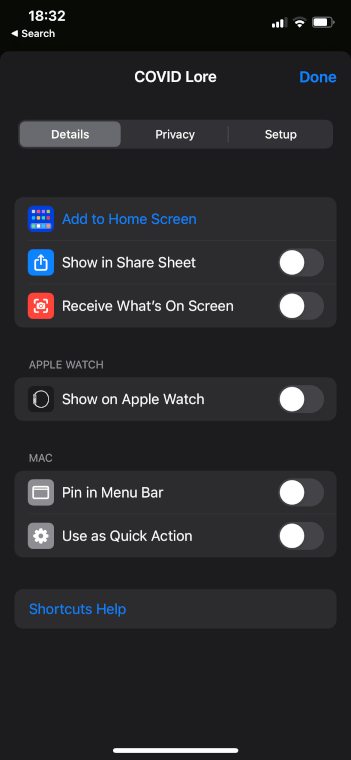 18:32
◀ Search
COVID Lore
Done
Details
Privacy
Setup
Add to Home Screen
Show in Share Sheet
Receive What's On Screen
APPLE WATCH
Show on Apple Watch
MAC
Pin in Menu Bar
Use as Quick Action
Shortcuts Help